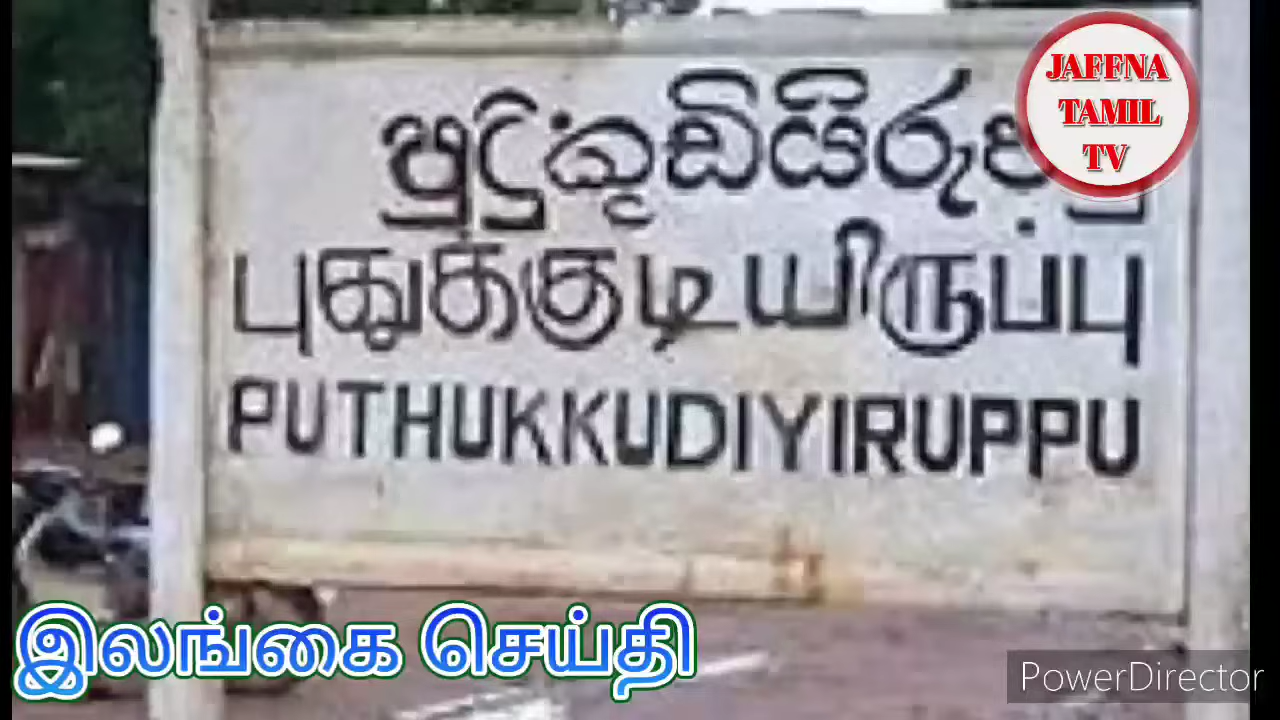 JAFFNA
TAMIL
TV
புதுக்குடியிருப்பு
PUTHUKKUDIYIRUPPU
இலங்கை செய்தி
PowerDirector